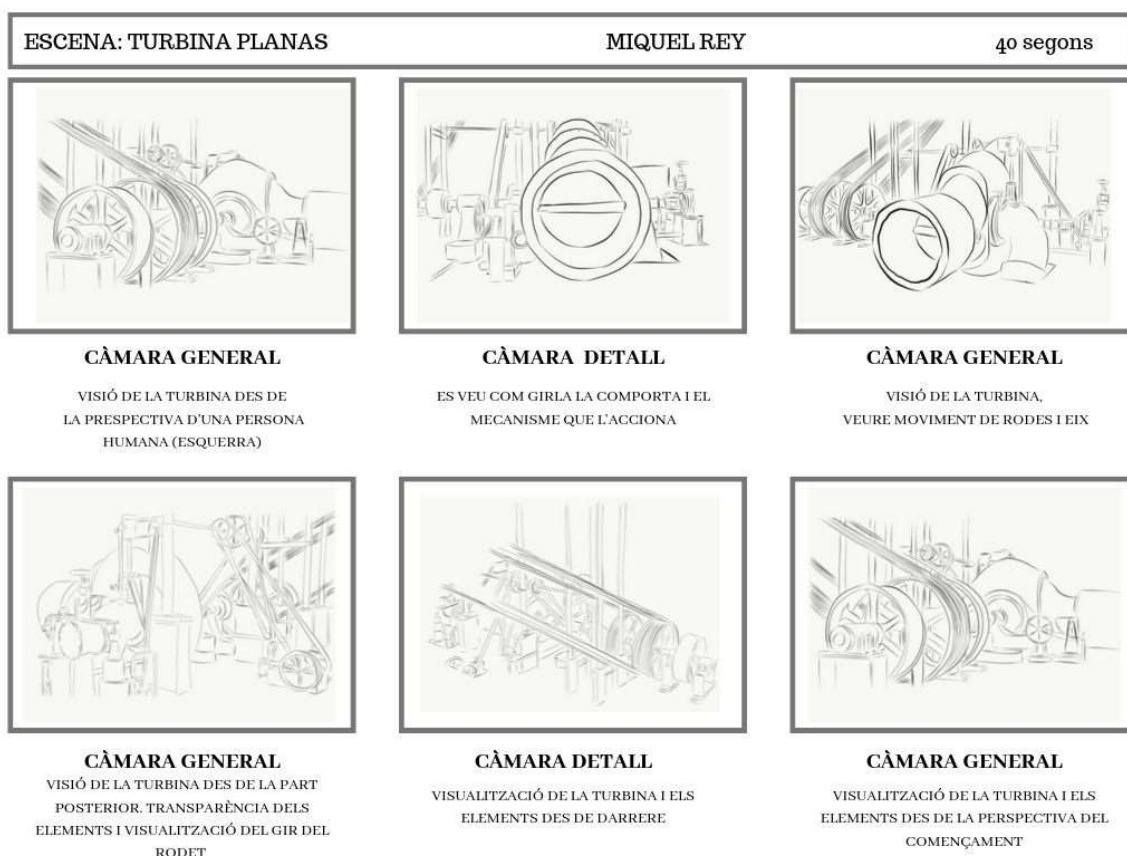 ESCENA: TURBINA PLANAS
MIQUEL REY
40 segons
CÀMARA GENERAL
VISIÓ DE LA TURBINA DES DE
LA PRESPECTIVA D'UNA PERSONA
HUMANA (ESQUERRA)
CÀMARA DETALL
ES VEU COM GIRLA LA COMPORTA I EL
MECANISME QUE L'ACCIONA
CÀMARA GENERAL
VISIÓ DE LA TURBINA,
VEURE MOVIMENT DE RODES I EIX
CÀMARA GENERAL
VISIÓ DE LA TURBINA DES DE LA PART
POSTERIOR. TRANSPARÈNCIA DELS
ELEMENTS I VISUALITZACIÓ DEL GIR DEL
RODET
CÀMARA DETALL
VISUALITZACIÓ DE LA TURBINA I ELS
ELEMENTS DES DE DARRERE
CÀMARA GENERAL
VISUALITZACIÓ DE LA TURBINA I ELS
ELEMENTS DES DE LA PERSPECTIVA DEL
COMENÇAMENT